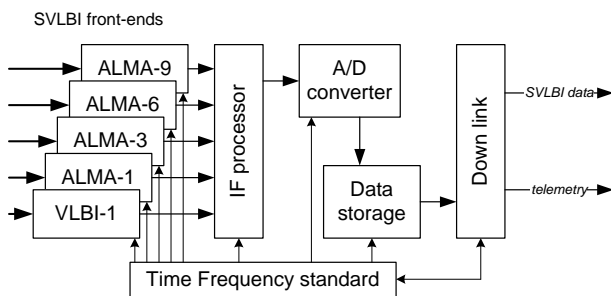 SVLBI front-ends
ALMA-9
ALMA-6
ALMA-3
ALMA-1
VLBI-1
IF processor
A/D
converter
Data
storage
Down link
SVLBI data
telemetry
Time Frequency standard